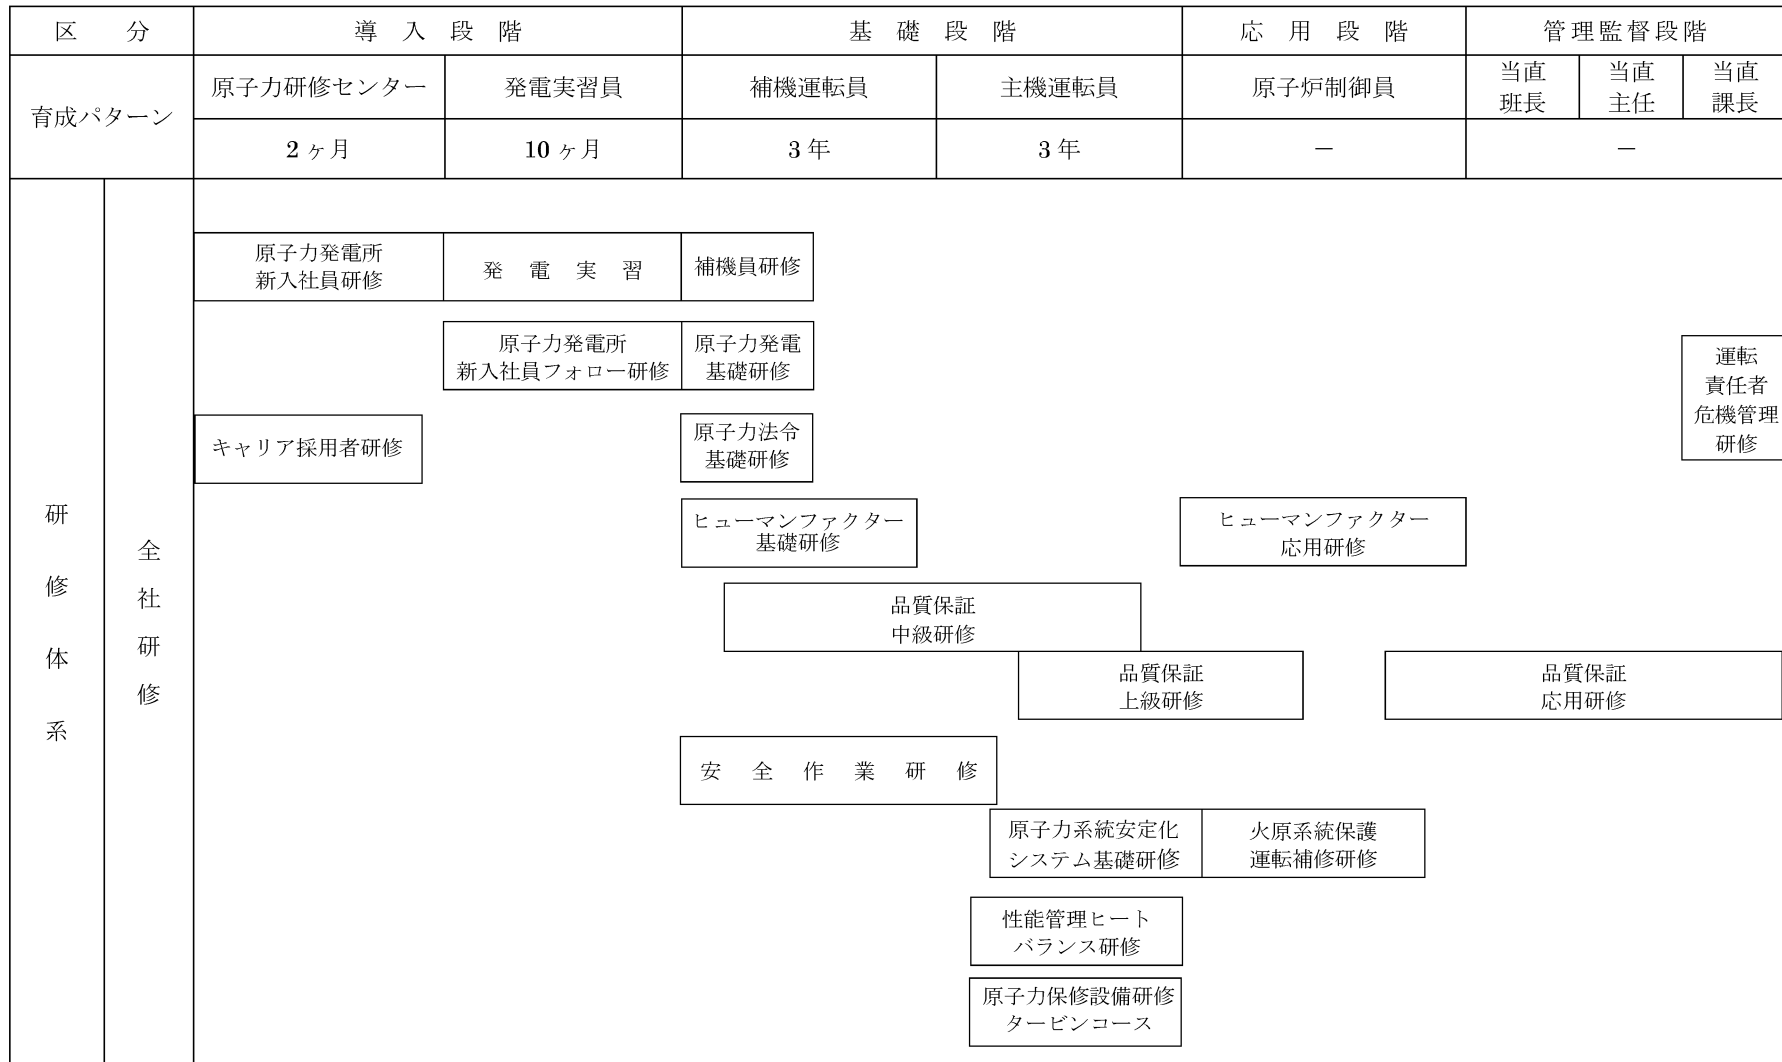 区　分
導入段階
基礎段階
応用段階
管理監督段階
育成パターン
原子力研修センター
発電実習員
補機運転員
主機運転員
原子炉制御員
当直
班長
当直
主任
当直
課長
2ヶ月
10ヶ月
3年
3年
－
－
研修体系
全社研修
原子力発電所
新入社員研修
発電実習
補機員研修
原子力発電所
新入社員フォロー研修
原子力発電
基礎研修
運転
責任者
危機管理
研修
キャリア採用者研修
原子力法令
基礎研修
ヒューマンファクター
基礎研修
ヒューマンファクター
応用研修
品質保証
中級研修
品質保証
上級研修
品質保証
応用研修
安全作業研修
原子力系統安定化
システム基礎研修
火原系統保護
運転補修研修
性能管理ヒート
バランス研修
原子力保修設備研修
タービンコース